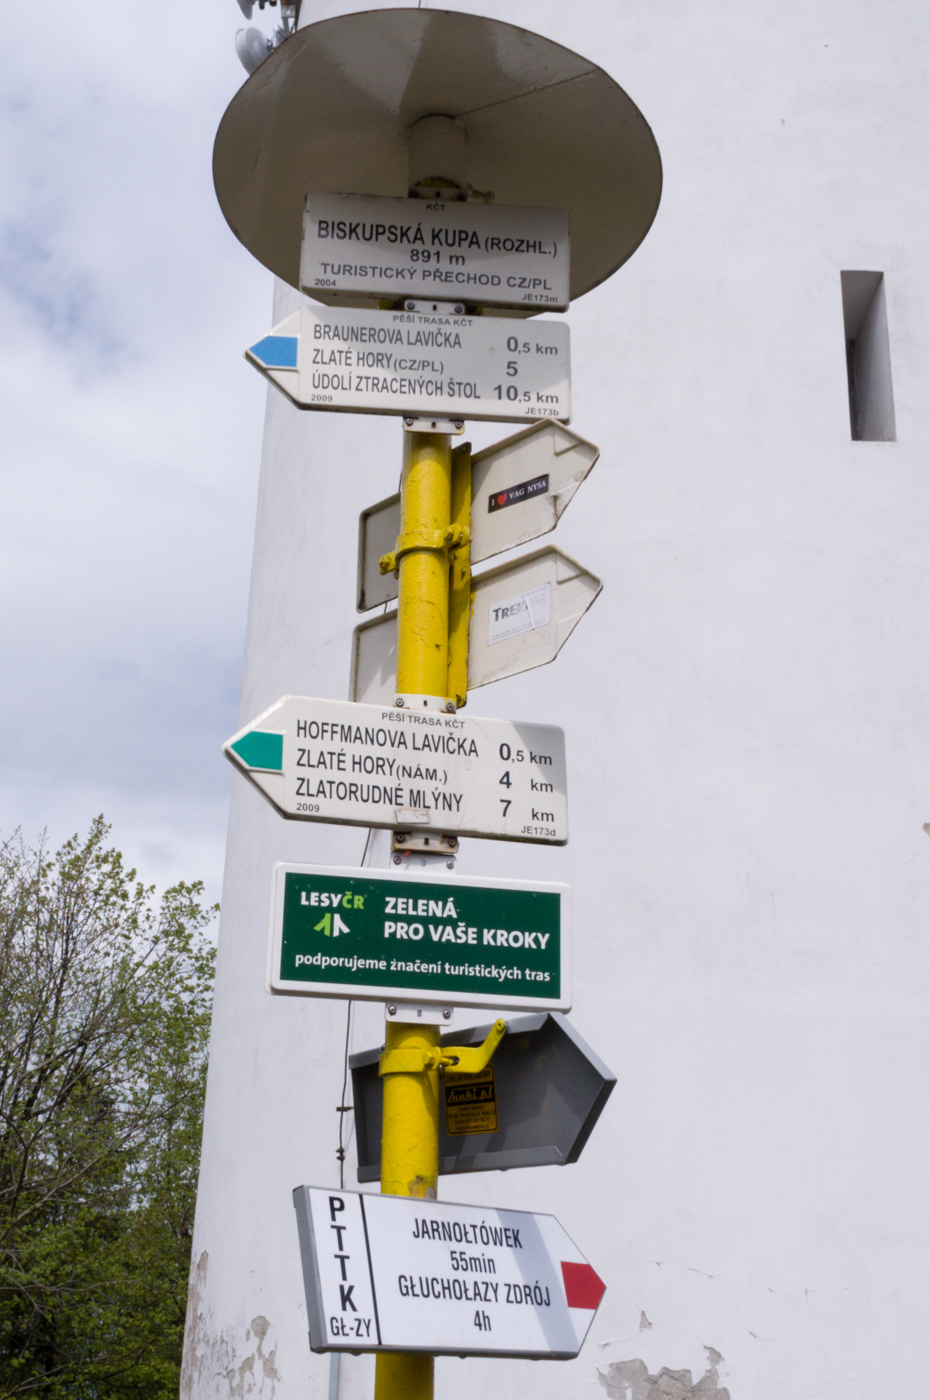 KČT
BISKUPSKÁ KUPA (ROZHL.)
891 m
TURISTICKÝ PŘECHOD CZ/PL
2004 JE173m
PĚŠÍ TRASA KČT
BRAUNEROVA LAVIČKA 0,5 km
ZLATÉ HORY (CZ/PL) 5
ÚDOLÍ ZTRACENÝCH ŠTOL 10,5 km
2009 JE173b
I ❤ VAG NYSA
PĚŠÍ TRASA KČT
HOFFMANOVA LAVIČKA 0,5 km
ZLATÉ HORY (NÁM.) 4 km
ZLATORUDNÉ MLÝNY 7 km
2009 JE173d
LESY ČR
ZELENÁ
PRO VAŠE KROKY
podporujeme značení turistických tras
PTTK
GŁ-ZY
JARNOŁTÓWEK
55min
GŁUCHOŁAZY ZDRÓJ
4h